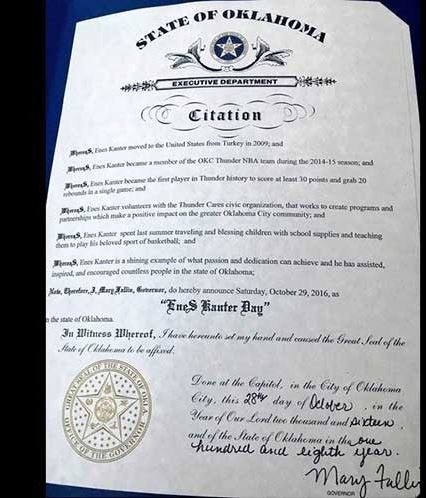 STATE OF OKLAHOMA
EXECUTIVE DEPARTMENT
Citation
Whereas, Enes Kanter moved to the United States from Turkey in 2009; and
Whereas, Enes Kanter became a member of the OKC Thunder NBA team during the 2014-15 season; and
Whereas, Enes Kanter became the first player in Thunder history to score at least 30 points and grab 20
rebounds in a single game; and
Whereas, Enes Kanter volunteers with the Thunder Cares civic organization, that works to create programs and
partnerships which make a positive impact on the greater Oklahoma City community; and
Whereas, Enes Kanter spent last summer traveling and blessing children with school supplies and teaching
them to play his beloved sport of basketball; and
Whereas, Enes Kanter is a shining example of what passion and dedication can achieve and he has assisted,
inspired, and encouraged countless people in the state of Oklahoma;
Now, Therefore, I, Mary Fallin, Governor, do hereby announce Saturday, October 29, 2016, as
"Enes Kanter Day"
in the state of Oklahoma.
In Witness Whereof, I have hereunto set my hand and caused the Great Seal of the
State of Oklahoma to be affixed.
GREAT SEAL OF THE STATE OF OKLA.
OFFICE OF THE GOVERNOR
Done at the Capitol, in the City of Oklahoma
City, this 28th day of October, in the
Year of Our Lord two thousand and sixteen,
and of the State of Oklahoma in the one
hundred and eighth year.
Mary Fallin
GOVERNOR